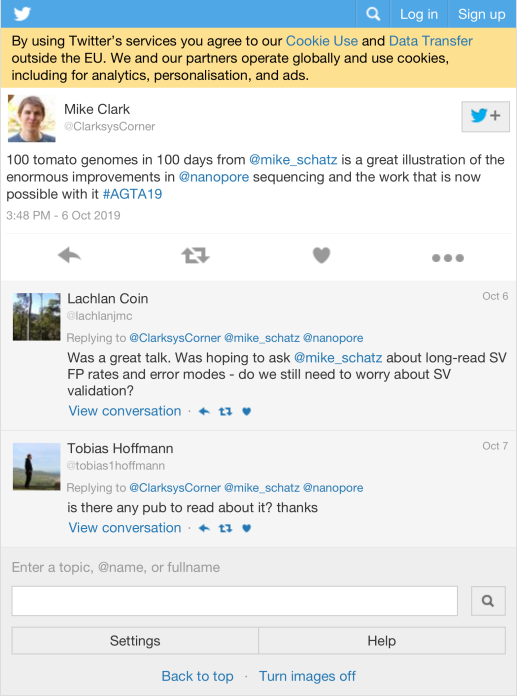 Log in
Sign up
By using Twitter's services you agree to our Cookie Use and Data Transfer
outside the EU. We and our partners operate globally and use cookies,
including for analytics, personalisation, and ads.
Mike Clark
@ClarksysCorner
+
100 tomato genomes in 100 days from @mike_schatz is a great illustration of the
enormous improvements in @nanopore sequencing and the work that is now
possible with it #AGTA19
3:48 PM - 6 Oct 2019
Lachlan Coin
Oct 6
@lachlanjmc
Replying to @ClarksysCorner @mike_schatz @nanopore
Was a great talk. Was hoping to ask @mike_schatz about long-read SV
FP rates and error modes - do we still need to worry about SV
validation?
View conversation ·
Tobias Hoffmann
Oct 7
@tobias1hoffmann
Replying to @ClarksysCorner @mike_schatz @nanopore
is there any pub to read about it? thanks
View conversation ·
Enter a topic, @name, or fullname
Settings
Help
Back to top · Turn images off